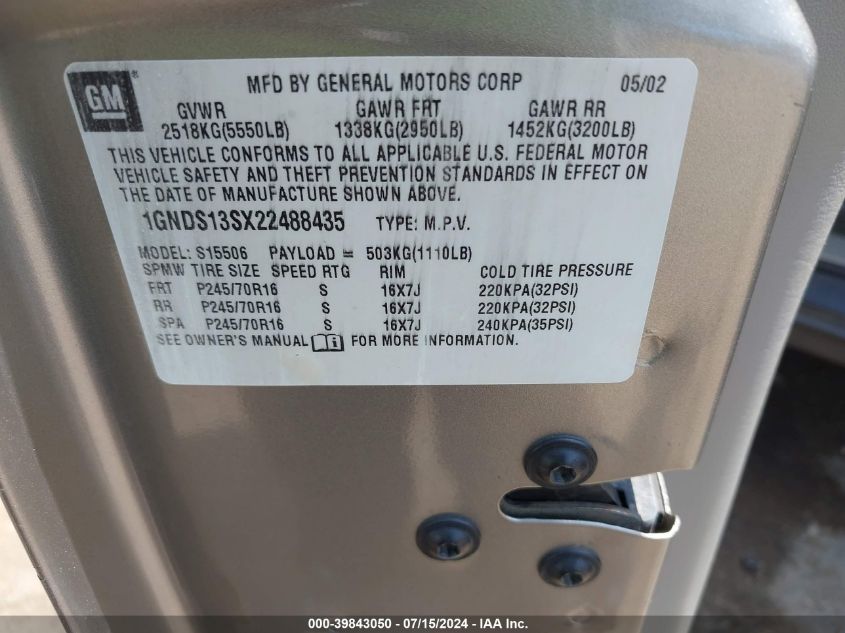 GM® MFD BY GENERAL MOTORS CORP 05/02
GVWR GAWR FRT GAWR RR
2518KG(5550LB) 1338KG(2950LB) 1452KG(3200LB)
THIS VEHICLE CONFORMS TO ALL APPLICABLE U.S. FEDERAL MOTOR
VEHICLE SAFETY AND THEFT PREVENTION STANDARDS IN EFFECT ON
THE DATE OF MANUFACTURE SHOWN ABOVE.
1GNDS13SX22488435 TYPE: M.P.V.
MODEL: S15506 PAYLOAD = 503KG(1110LB)
SPMW TIRE SIZE SPEED RTG RIM COLD TIRE PRESSURE
FRT P245/70R16 S 16X7J 220KPA(32PSI)
RR P245/70R16 S 16X7J 220KPA(32PSI)
SPA P245/70R16 S 16X7J 240KPA(35PSI)
SEE OWNER'S MANUAL FOR MORE INFORMATION.
000-39843050 - 07/15/2024 - IAA Inc.